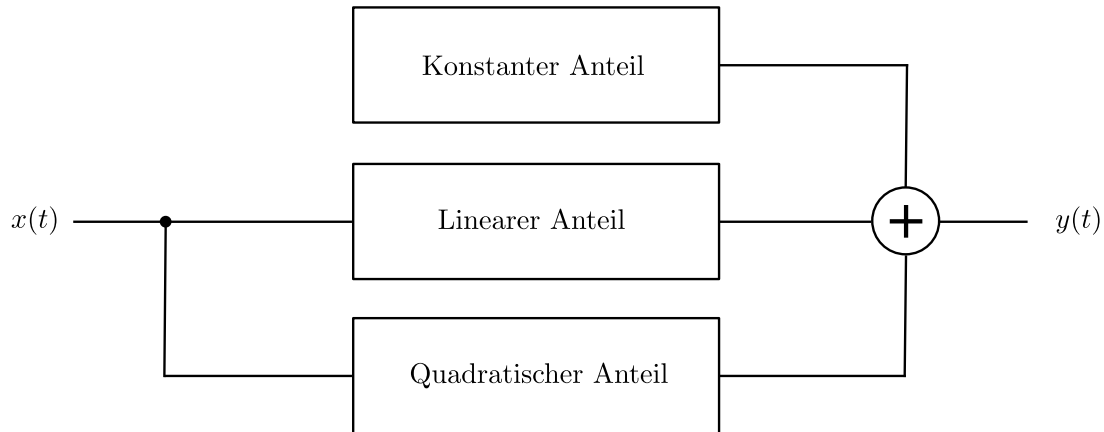 Konstanter Anteil
x(t)
Linearer Anteil
+
y(t)
Quadratischer Anteil